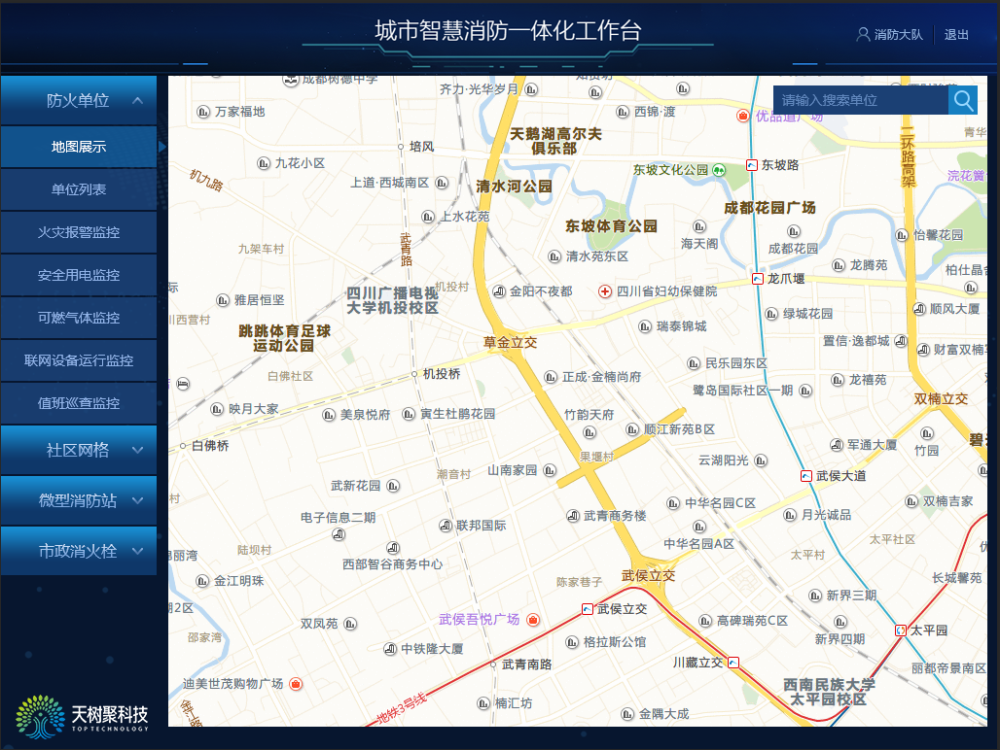 城市智慧消防一体化工作台
消防大队
退出
防火单位
地图展示
单位列表
火灾报警监控
安全用电监控
可燃气体监控
联网设备运行监控
值班巡查监控
社区网格
微型消防站
市政消火栓
天树聚科技
TOP TECHNOLOGY
请输入搜索单位
成都树德中学
齐力·光华岁月
万家福地
西锦·渡
优品道广场
天鹅湖高尔夫
俱乐部
培风
青华
二环路高架
九花小区
东坡文化公园
东坡路
机九路
上道·西城南区
清水河公园
浣花
成都花园广场
上水花苑
东坡体育公园
海天阁
成都花园
怡馨花园
武青路
九架车村
清水苑东区
龙腾苑
柏仕晶舍
龙爪堰
际
机投村
四川广播电视
大学机投校区
金阳不夜都
四川省妇幼保健院
雅居恒坚
顺风大厦
川西营村
绿城花园
瑞泰锦城
跳跳体育足球
运动公园
草金立交
置信·逸都城
财富双楠
民乐园东区
白佛社区
机投桥
正成·金楠尚府
龙禧苑
鹭岛国际社区一期
双楠立交
映月大家
美泉悦府
寅生杜鹃花园
竹韵天府
顺江新苑B区
碧云
白佛桥
军通大厦
竹园
果堰村
云湖阳光
潮音村
山南家园
武侯大道
武新花园
村
中华名园C区
双楠吉家
电子信息二期
联邦国际
武青商务楼
月光诚品
中华名园A区
太平社区
陆坝村
西部智谷商务中心
太平村
丽湾
金江明珠
陈家巷子
武侯立交
长城馨苑
新界三期
湖2区
武侯吾悦广场
武侯立交
双凤苑
高碑瑞苑C区
太平园
邵家湾
中铁隆大厦
格拉斯公馆
新界四期
武青南路
川藏立交
丽都帝景南区
迪美世茂购物广场
西南民族大学
太平园校区
地铁3号线
楠汇坊
金隅大成